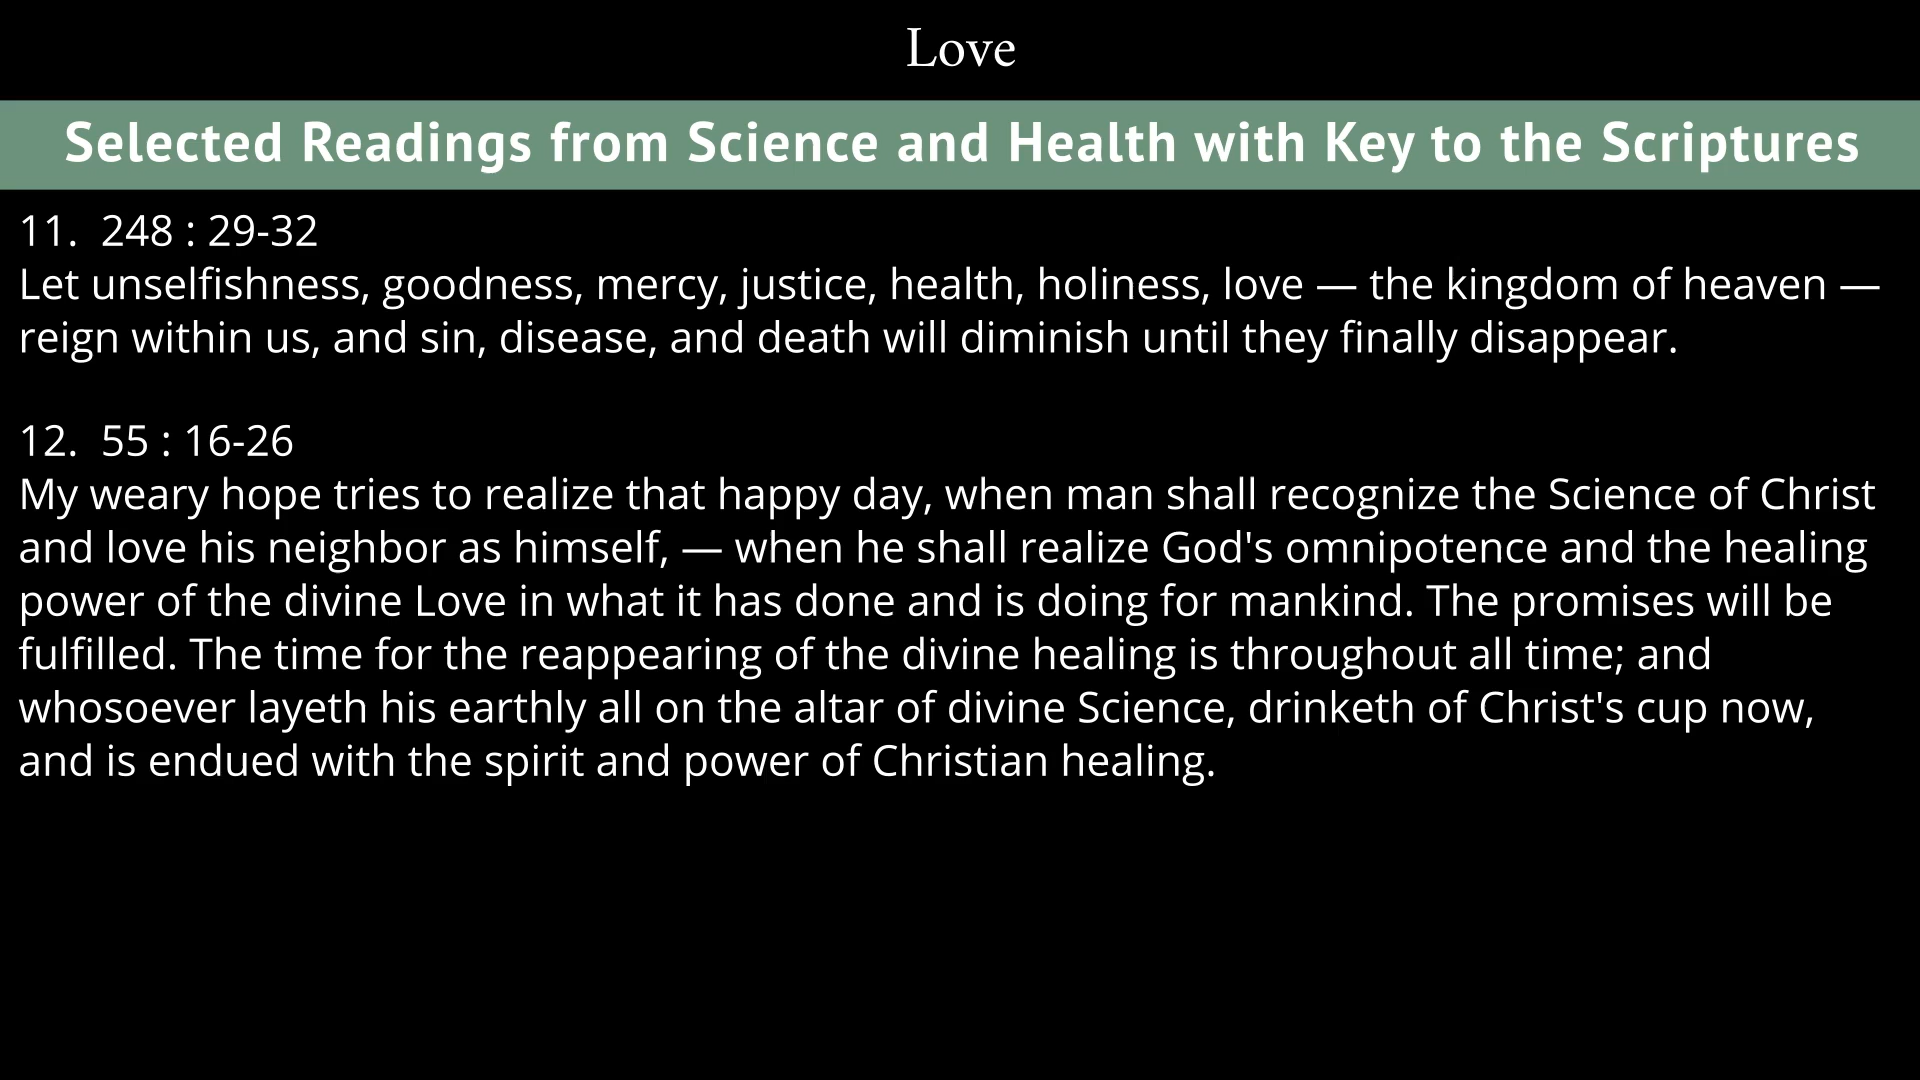 Love
Selected Readings from Science and Health with Key to the Scriptures
11.  248 : 29-32
Let unselfishness, goodness, mercy, justice, health, holiness, love — the kingdom of heaven —
reign within us, and sin, disease, and death will diminish until they finally disappear.
12.  55 : 16-26
My weary hope tries to realize that happy day, when man shall recognize the Science of Christ
and love his neighbor as himself, — when he shall realize God's omnipotence and the healing
power of the divine Love in what it has done and is doing for mankind. The promises will be
fulfilled. The time for the reappearing of the divine healing is throughout all time; and
whosoever layeth his earthly all on the altar of divine Science, drinketh of Christ's cup now,
and is endued with the spirit and power of Christian healing.